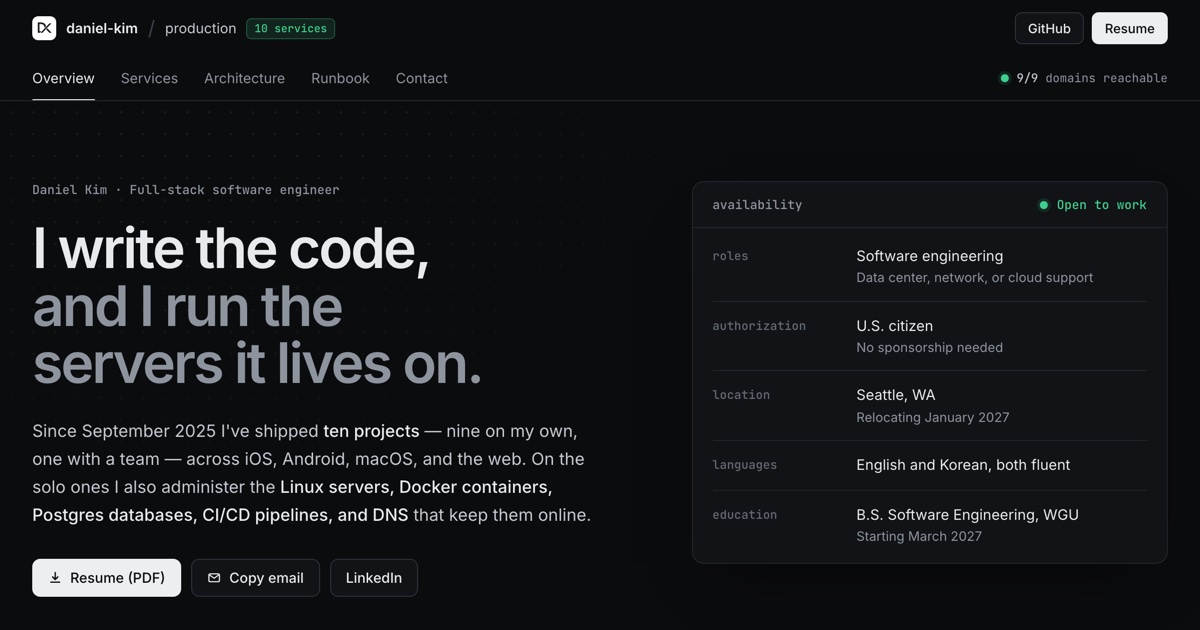 daniel-kim / production 10 services
GitHub
Resume
Overview
Services
Architecture
Runbook
Contact
9/9 domains reachable
Daniel Kim · Full-stack software engineer
I write the code,
and I run the
servers it lives on.
Since September 2025 I've shipped ten projects — nine on my own,
one with a team — across iOS, Android, macOS, and the web. On the
solo ones I also administer the Linux servers, Docker containers,
Postgres databases, CI/CD pipelines, and DNS that keep them online.
Resume (PDF)
Copy email
LinkedIn
availability
Open to work
roles
Software engineering
Data center, network, or cloud support
authorization
U.S. citizen
No sponsorship needed
location
Seattle, WA
Relocating January 2027
languages
English and Korean, both fluent
education
B.S. Software Engineering, WGU
Starting March 2027